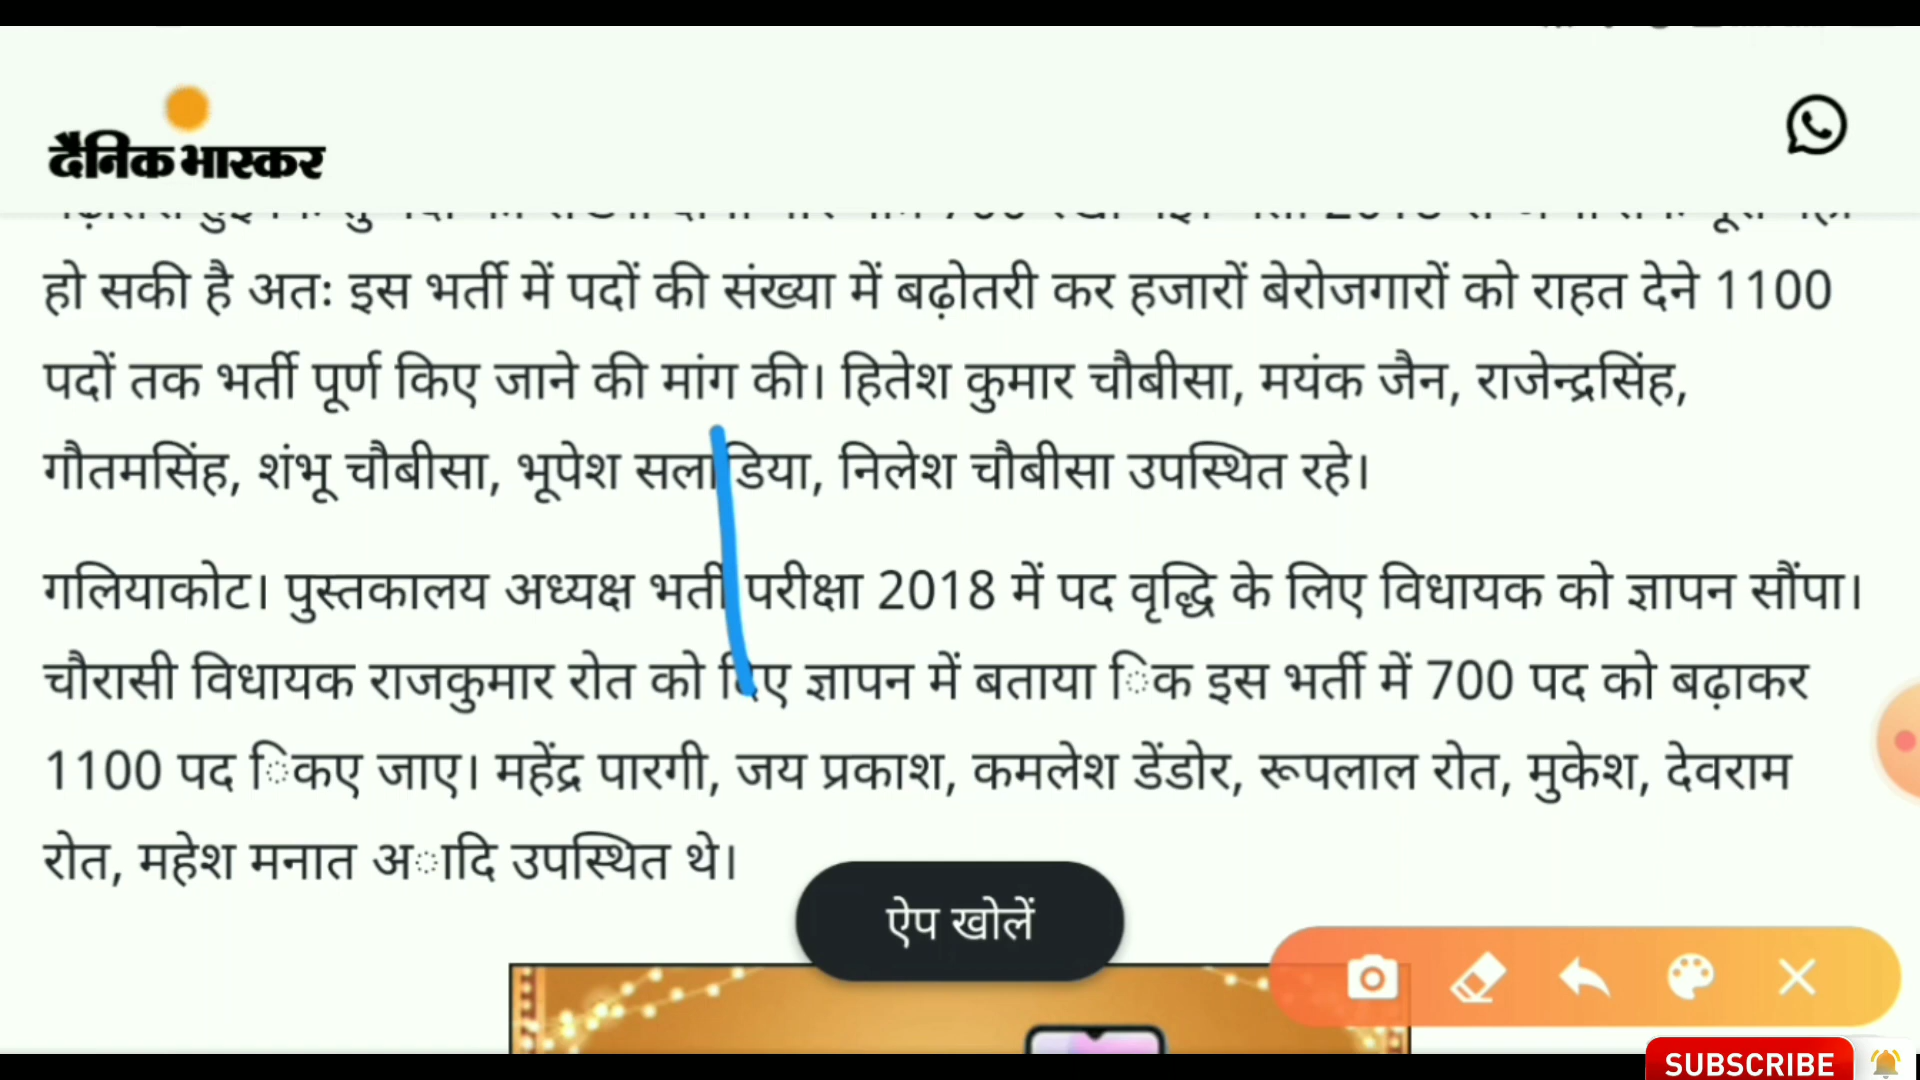 दैनिक भास्कर
हो सकी है अतः इस भर्ती में पदों की संख्या में बढ़ोतरी कर हजारों बेरोजगारों को राहत देने 1100
पदों तक भर्ती पूर्ण किए जाने की मांग की। हितेश कुमार चौबीसा, मयंक जैन, राजेन्द्रसिंह,
गौतमसिंह, शंभू चौबीसा, भूपेश सलाडिया, निलेश चौबीसा उपस्थित रहे।
गलियाकोट। पुस्तकालय अध्यक्ष भर्ती परीक्षा 2018 में पद वृद्धि के लिए विधायक को ज्ञापन सौंपा।
चौरासी विधायक राजकुमार रोत को दिए ज्ञापन में बताया िक इस भर्ती में 700 पद को बढ़ाकर
1100 पद िकए जाए। महेंद्र पारगी, जय प्रकाश, कमलेश डेंडोर, रूपलाल रोत, मुकेश, देवराम
रोत, महेश मनात अादि उपस्थित थे।
ऐप खोलें
SUBSCRIBE